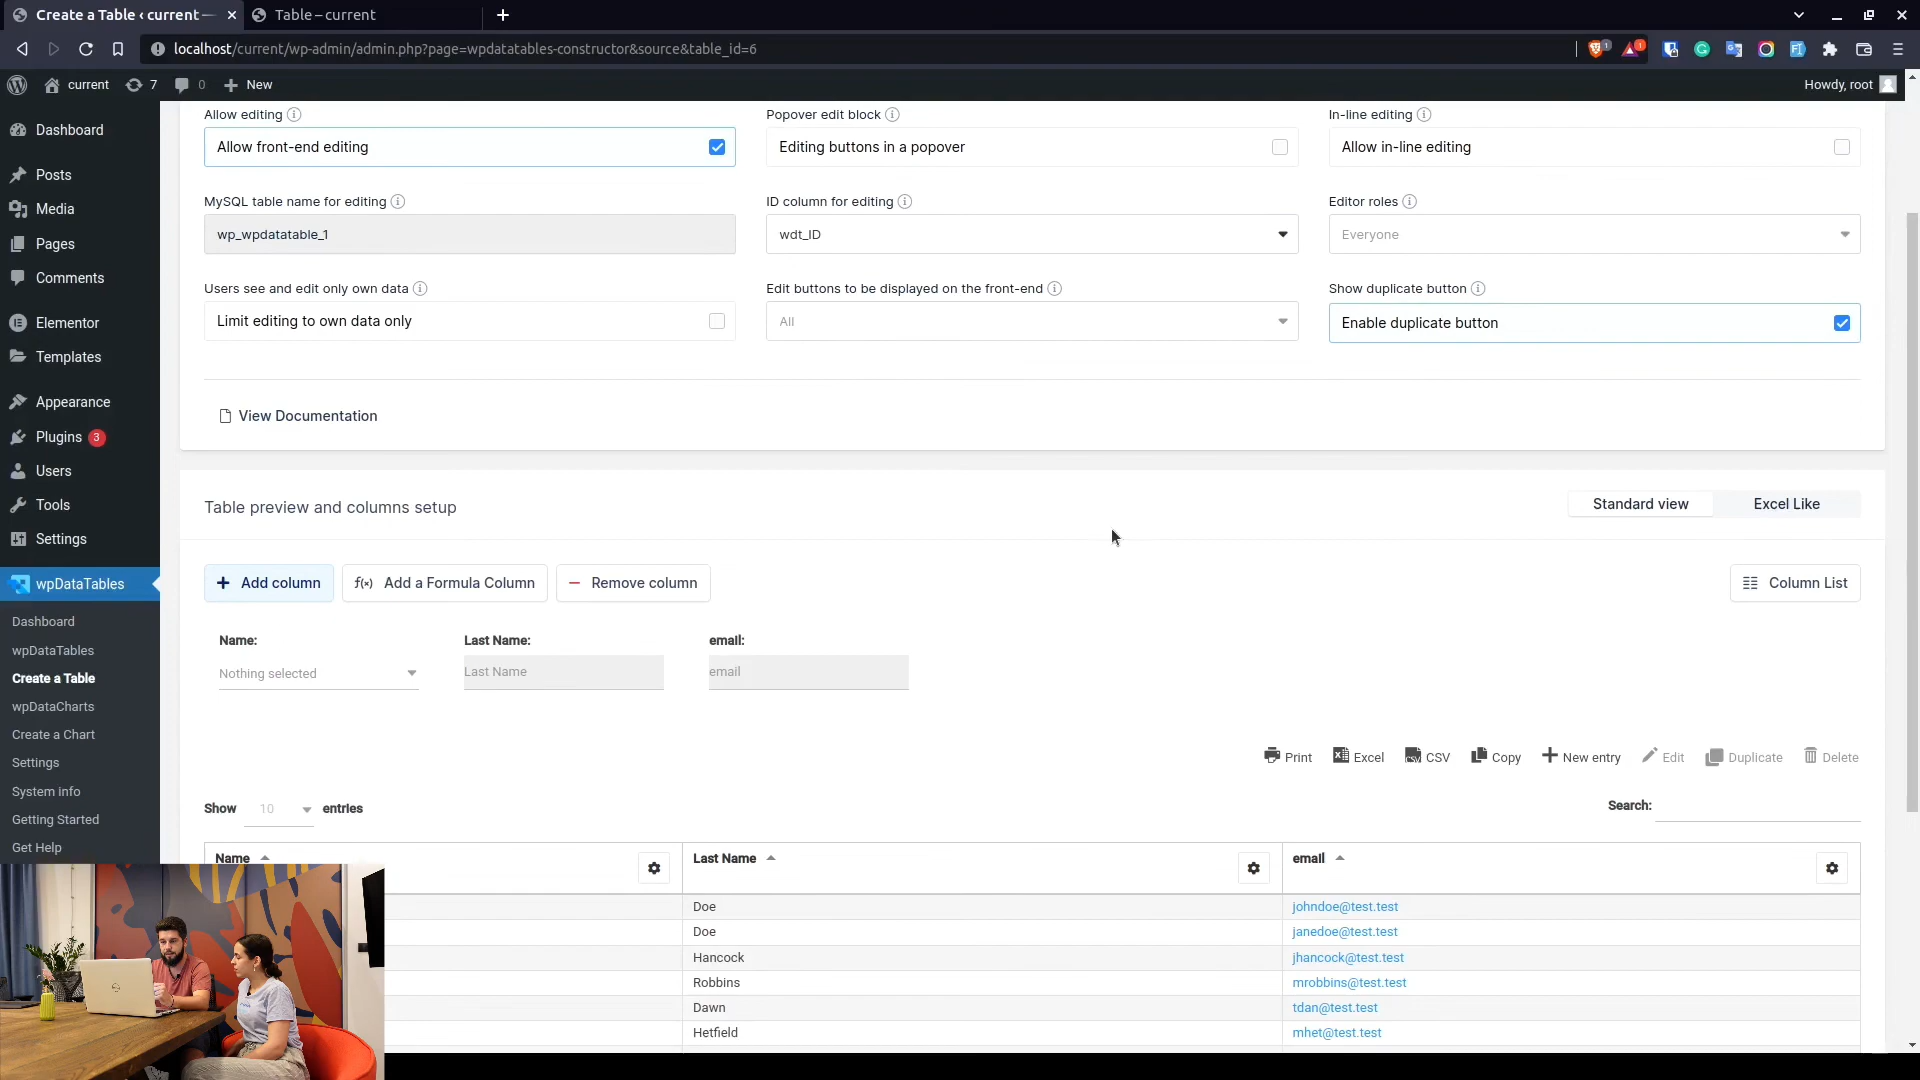 Create a Table ‹ current —
Table – current
localhost/current/wp-admin/admin.php?page=wpdatatables-constructor&source&table_id=6
1
1
current
7
0
New
Howdy, root
Dashboard
Posts
Media
Pages
Comments
Elementor
Templates
Appearance
Plugins 3
Users
Tools
Settings
wpDataTables
Dashboard
wpDataTables
Create a Table
wpDataCharts
Create a Chart
Settings
System info
Getting Started
Get Help
Allow editing
Allow front-end editing
Popover edit block
Editing buttons in a popover
In-line editing
Allow in-line editing
MySQL table name for editing
wp_wpdatatable_1
ID column for editing
wdt_ID
Editor roles
Everyone
Users see and edit only own data
Limit editing to own data only
Edit buttons to be displayed on the front-end
All
Show duplicate button
Enable duplicate button
View Documentation
Table preview and columns setup
Standard view Excel Like
+ Add column
f(x) Add a Formula Column
− Remove column
Column List
Name: Last Name: email:
Nothing selected Last Name email
Print Excel CSV Copy New entry Edit Duplicate Delete
Show 10 entries
Search:
Name Last Name email
Doe johndoe@test.test
Doe janedoe@test.test
Hancock jhancock@test.test
Robbins mrobbins@test.test
Dawn tdan@test.test
Hetfield mhet@test.test